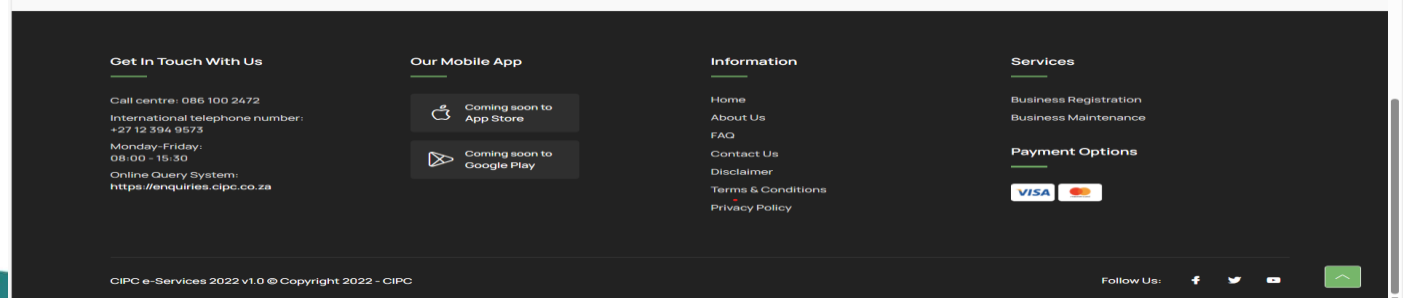 Get In Touch With Us
Call centre: 086 100 2472
International telephone number:
+27 12 394 9573
Monday-Friday:
08:00 - 15:30
Online Query System:
https://enquiries.cipc.co.za
Our Mobile App
Coming soon to
App Store
Coming soon to
Google Play
Information
Home
About Us
FAQ
Contact Us
Disclaimer
Terms & Conditions
Privacy Policy
Services
Business Registration
Business Maintenance
Payment Options
VISA
CIPC e-Services 2022 v1.0 © Copyright 2022 - CIPC
Follow Us: